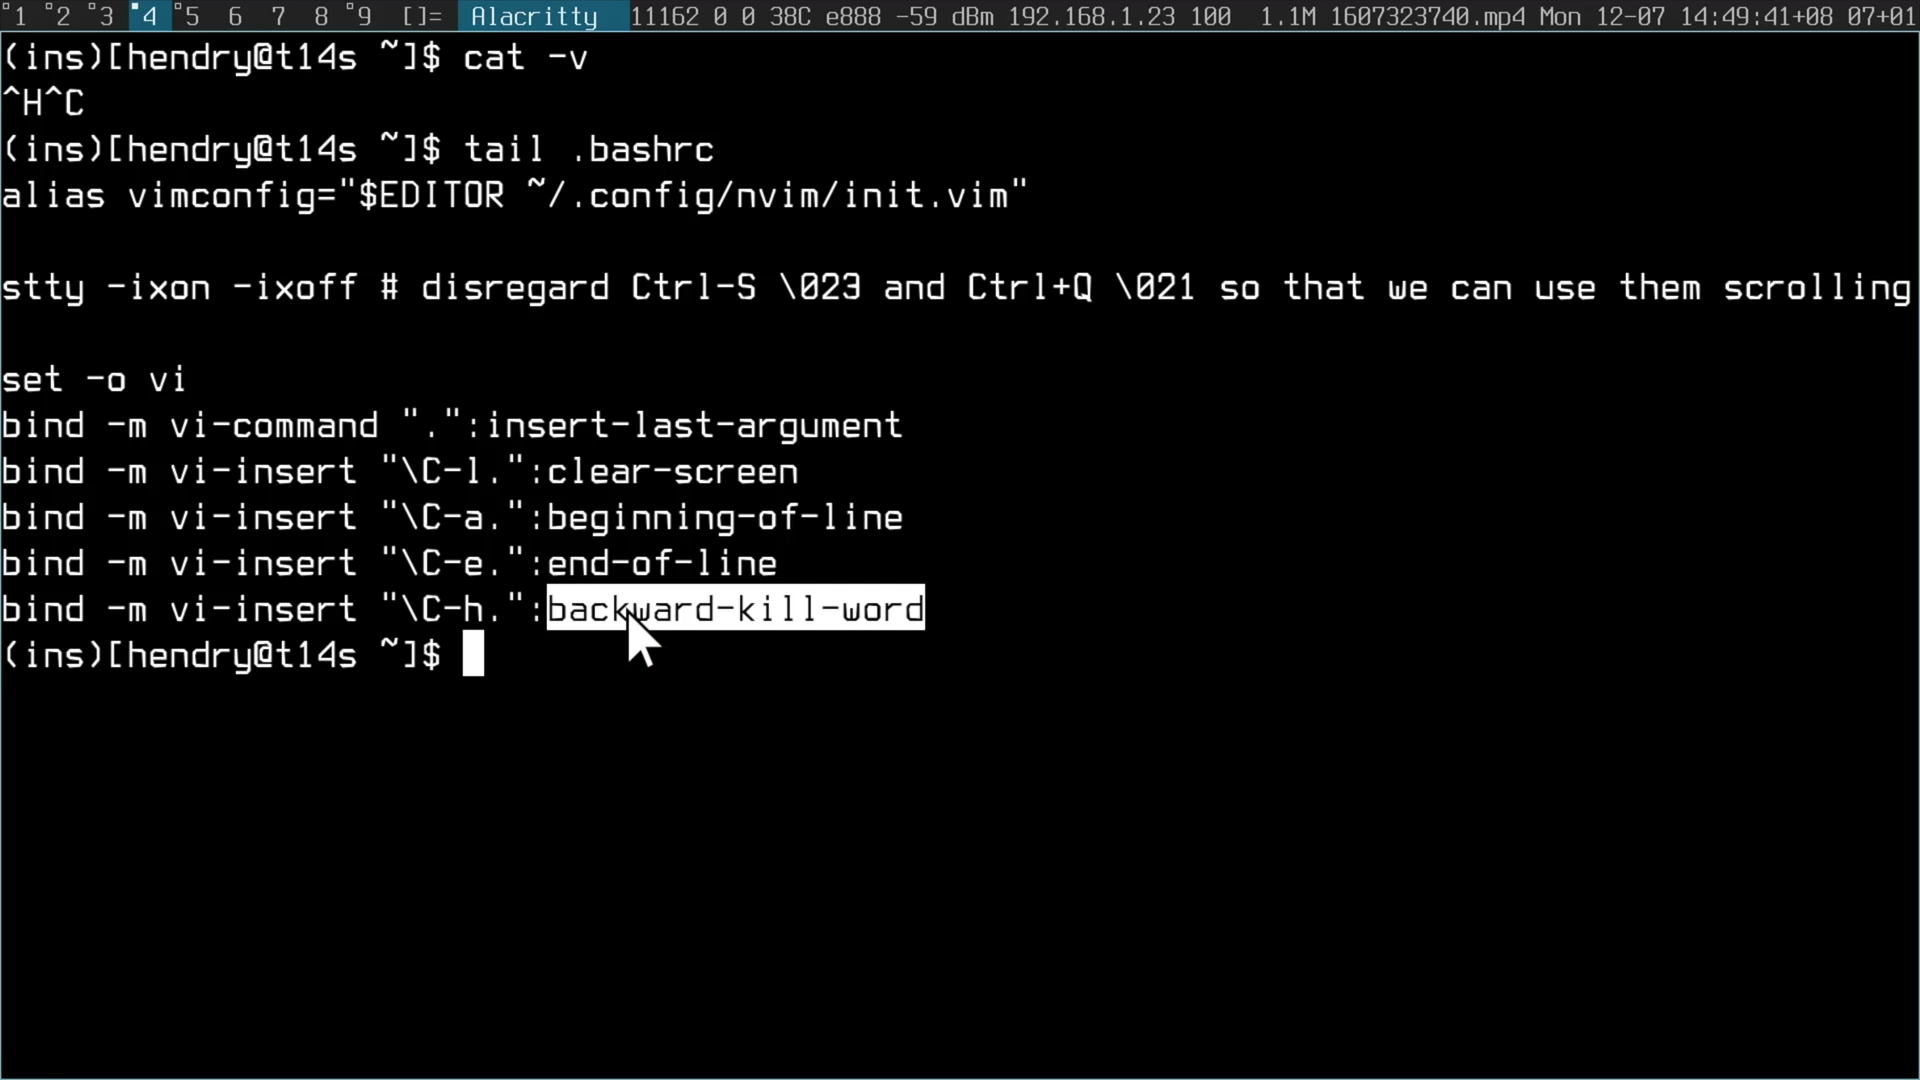 1 2 3 4 5 6 7 8 9 []= Alacritty 11162 0 0 38C e888 -59 dBm 192.168.1.23 100 1.1M 1607323740.mp4 Mon 12-07 14:49:41+08 07+01
(ins)[hendry@t14s ~]$ cat -v
^H^C
(ins)[hendry@t14s ~]$ tail .bashrc
alias vimconfig="$EDITOR ~/.config/nvim/init.vim"
stty -ixon -ixoff # disregard Ctrl-S \023 and Ctrl+Q \021 so that we can use them scrolling
set -o vi
bind -m vi-command ".":insert-last-argument
bind -m vi-insert "\C-l.":clear-screen
bind -m vi-insert "\C-a.":beginning-of-line
bind -m vi-insert "\C-e.":end-of-line
bind -m vi-insert "\C-h.":backward-kill-word
(ins)[hendry@t14s ~]$